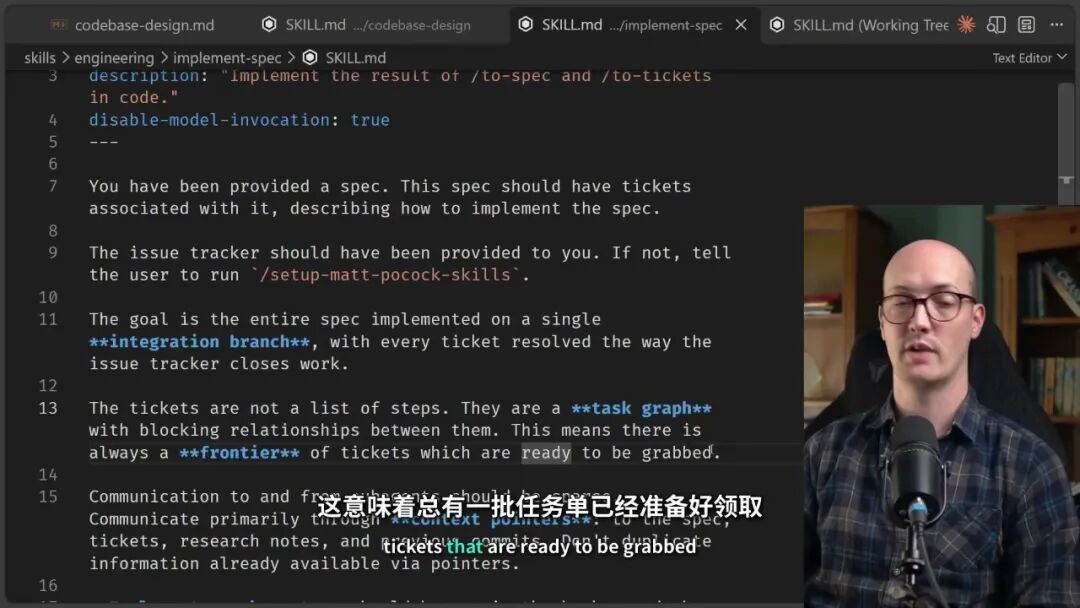 codebase-design.md
SKILL.md .../codebase-design
SKILL.md .../implement-spec
SKILL.md (Working Tree
skills > engineering > implement-spec > SKILL.md
Text Editor
3 description: "Implement the result of /to-spec and /to-tickets
in code."
4 disable-model-invocation: true
5 ---
6
7 You have been provided a spec. This spec should have tickets
associated with it, describing how to implement the spec.
8
9 The issue tracker should have been provided to you. If not, tell
the user to run `/setup-matt-pocock-skills`.
10
11 The goal is the entire spec implemented on a single
**integration branch**, with every ticket resolved the way the
issue tracker closes work.
12
13 The tickets are not a list of steps. They are a **task graph**
with blocking relationships between them. This means there is
always a **frontier** of tickets which are ready to be grabbed.
14
15 Communication to and from subagents should be sparse.
这意味着总有一批任务单已经准备好领取
Communicate primarily through **context pointers**: to the spec,
tickets that are ready to be grabbed
tickets, research notes, and previous commits. Don't duplicate
information already available via pointers.
16